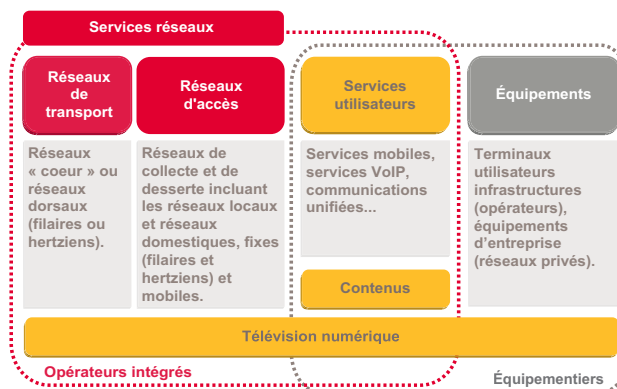 Services réseaux
Réseaux
de
transport
Réseaux
d'accès
Services
utilisateurs
Équipements
Réseaux
« coeur » ou
réseaux
dorsaux
(filaires ou
hertziens).
Réseaux de
collecte et de
desserte incluant
les réseaux locaux
et réseaux
domestiques, fixes
(filaires et
hertziens) et
mobiles.
Services mobiles,
services VoIP,
communications
unifiées...
Contenus
Terminaux
utilisateurs
infrastructures
(opérateurs),
équipements
d'entreprise
(réseaux privés).
Télévision numérique
Opérateurs intégrés
Équipementiers